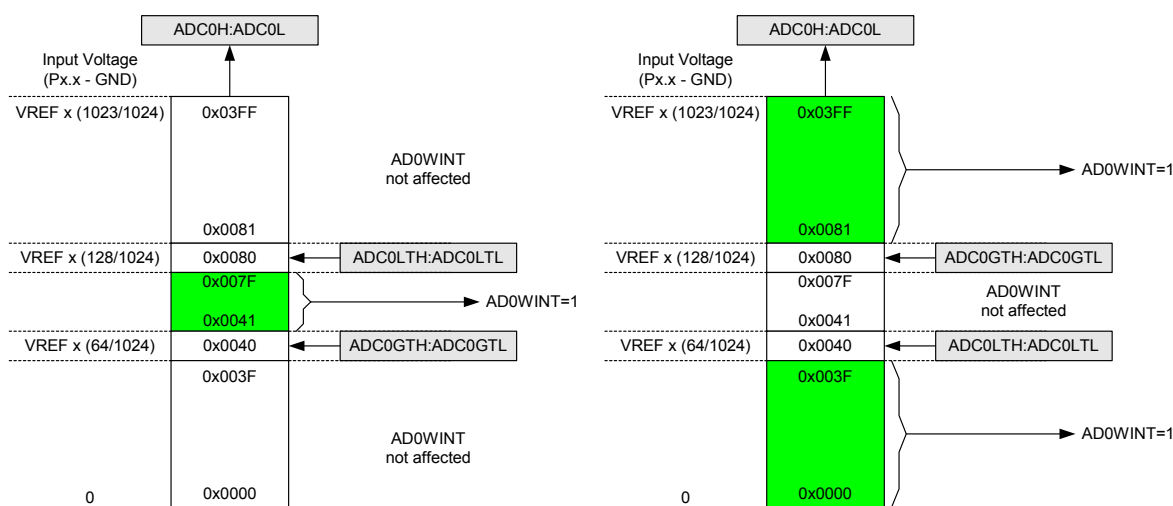 ADC0H:ADC0L
Input Voltage
(Px.x - GND)
VREF x (1023/1024)
0x03FF
AD0WINT
not affected
0x0081
VREF x (128/1024)
0x0080
ADC0LTH:ADC0LTL
0x007F
AD0WINT=1
0x0041
VREF x (64/1024)
0x0040
ADC0GTH:ADC0GTL
0x003F
AD0WINT
not affected
0
0x0000
ADC0H:ADC0L
Input Voltage
(Px.x - GND)
VREF x (1023/1024)
0x03FF
AD0WINT=1
0x0081
VREF x (128/1024)
0x0080
ADC0GTH:ADC0GTL
0x007F
AD0WINT
not affected
0x0041
VREF x (64/1024)
0x0040
ADC0LTH:ADC0LTL
0x003F
AD0WINT=1
0
0x0000